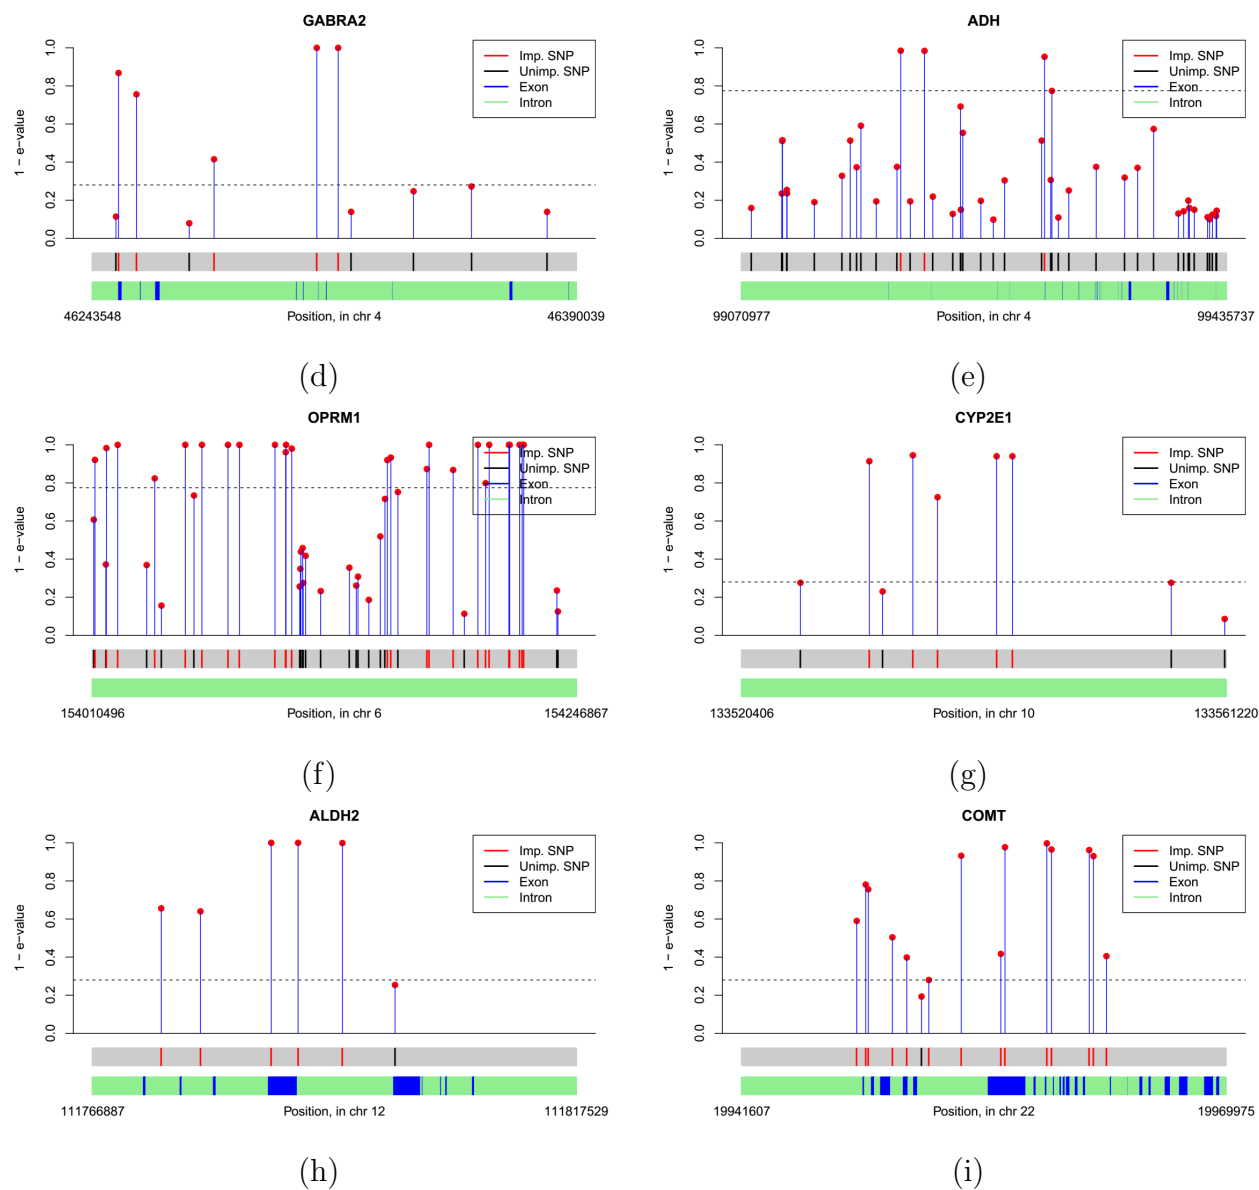 GABRA2
1 − e−value
0.0 0.2 0.4 0.6 0.8 1.0
Imp. SNP
Unimp. SNP
Exon
Intron
46243548 Position, in chr 4 46390039
(d)
ADH
1 − e−value
0.0 0.2 0.4 0.6 0.8 1.0
Imp. SNP
Unimp. SNP
Exon
Intron
99070977 Position, in chr 4 99435737
(e)
OPRM1
1 − e−value
0.0 0.2 0.4 0.6 0.8 1.0
Imp. SNP
Unimp. SNP
Exon
Intron
154010496 Position, in chr 6 154246867
(f)
CYP2E1
1 − e−value
0.0 0.2 0.4 0.6 0.8 1.0
Imp. SNP
Unimp. SNP
Exon
Intron
133520406 Position, in chr 10 133561220
(g)
ALDH2
1 − e−value
0.0 0.2 0.4 0.6 0.8 1.0
Imp. SNP
Unimp. SNP
Exon
Intron
111766887 Position, in chr 12 111817529
(h)
COMT
1 − e−value
0.0 0.2 0.4 0.6 0.8 1.0
Imp. SNP
Unimp. SNP
Exon
Intron
19941607 Position, in chr 22 19969975
(i)